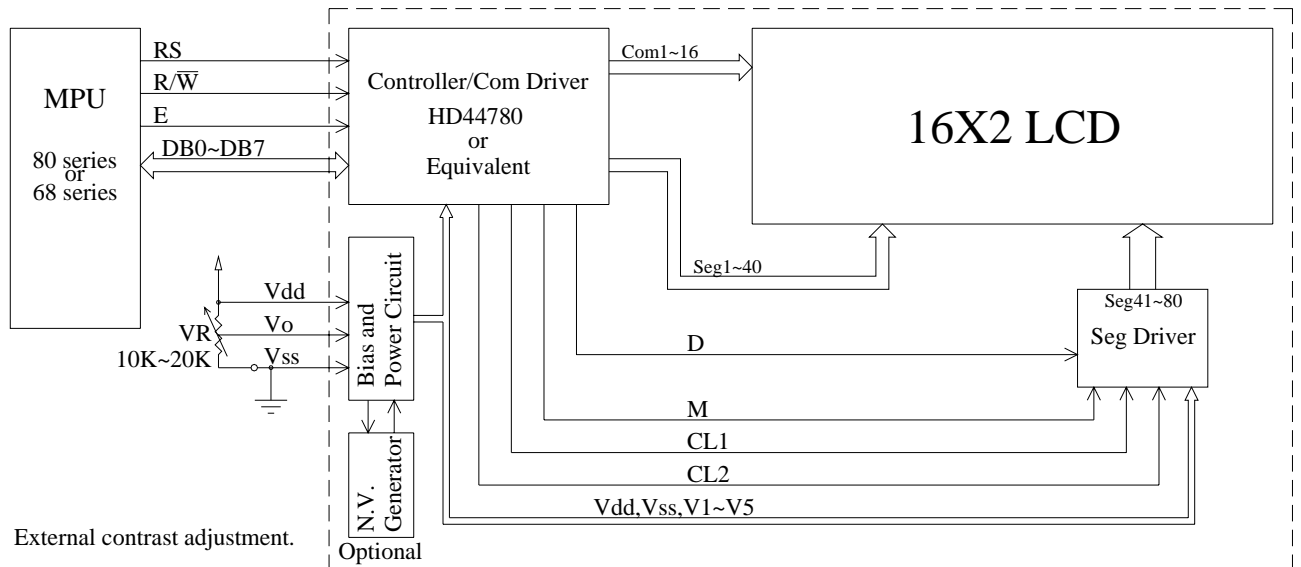 RS
R/W̅
E
DB0~DB7
MPU
80 series
or
68 series
Controller/Com Driver
HD44780
or
Equivalent
Com1~16
Seg1~40
16X2 LCD
Vdd
Vo
Vss
VR
10K~20K
Bias and
Power Circuit
N.V.
Generator
Optional
Seg41~80
Seg Driver
D
M
CL1
CL2
Vdd,Vss,V1~V5
External contrast adjustment.